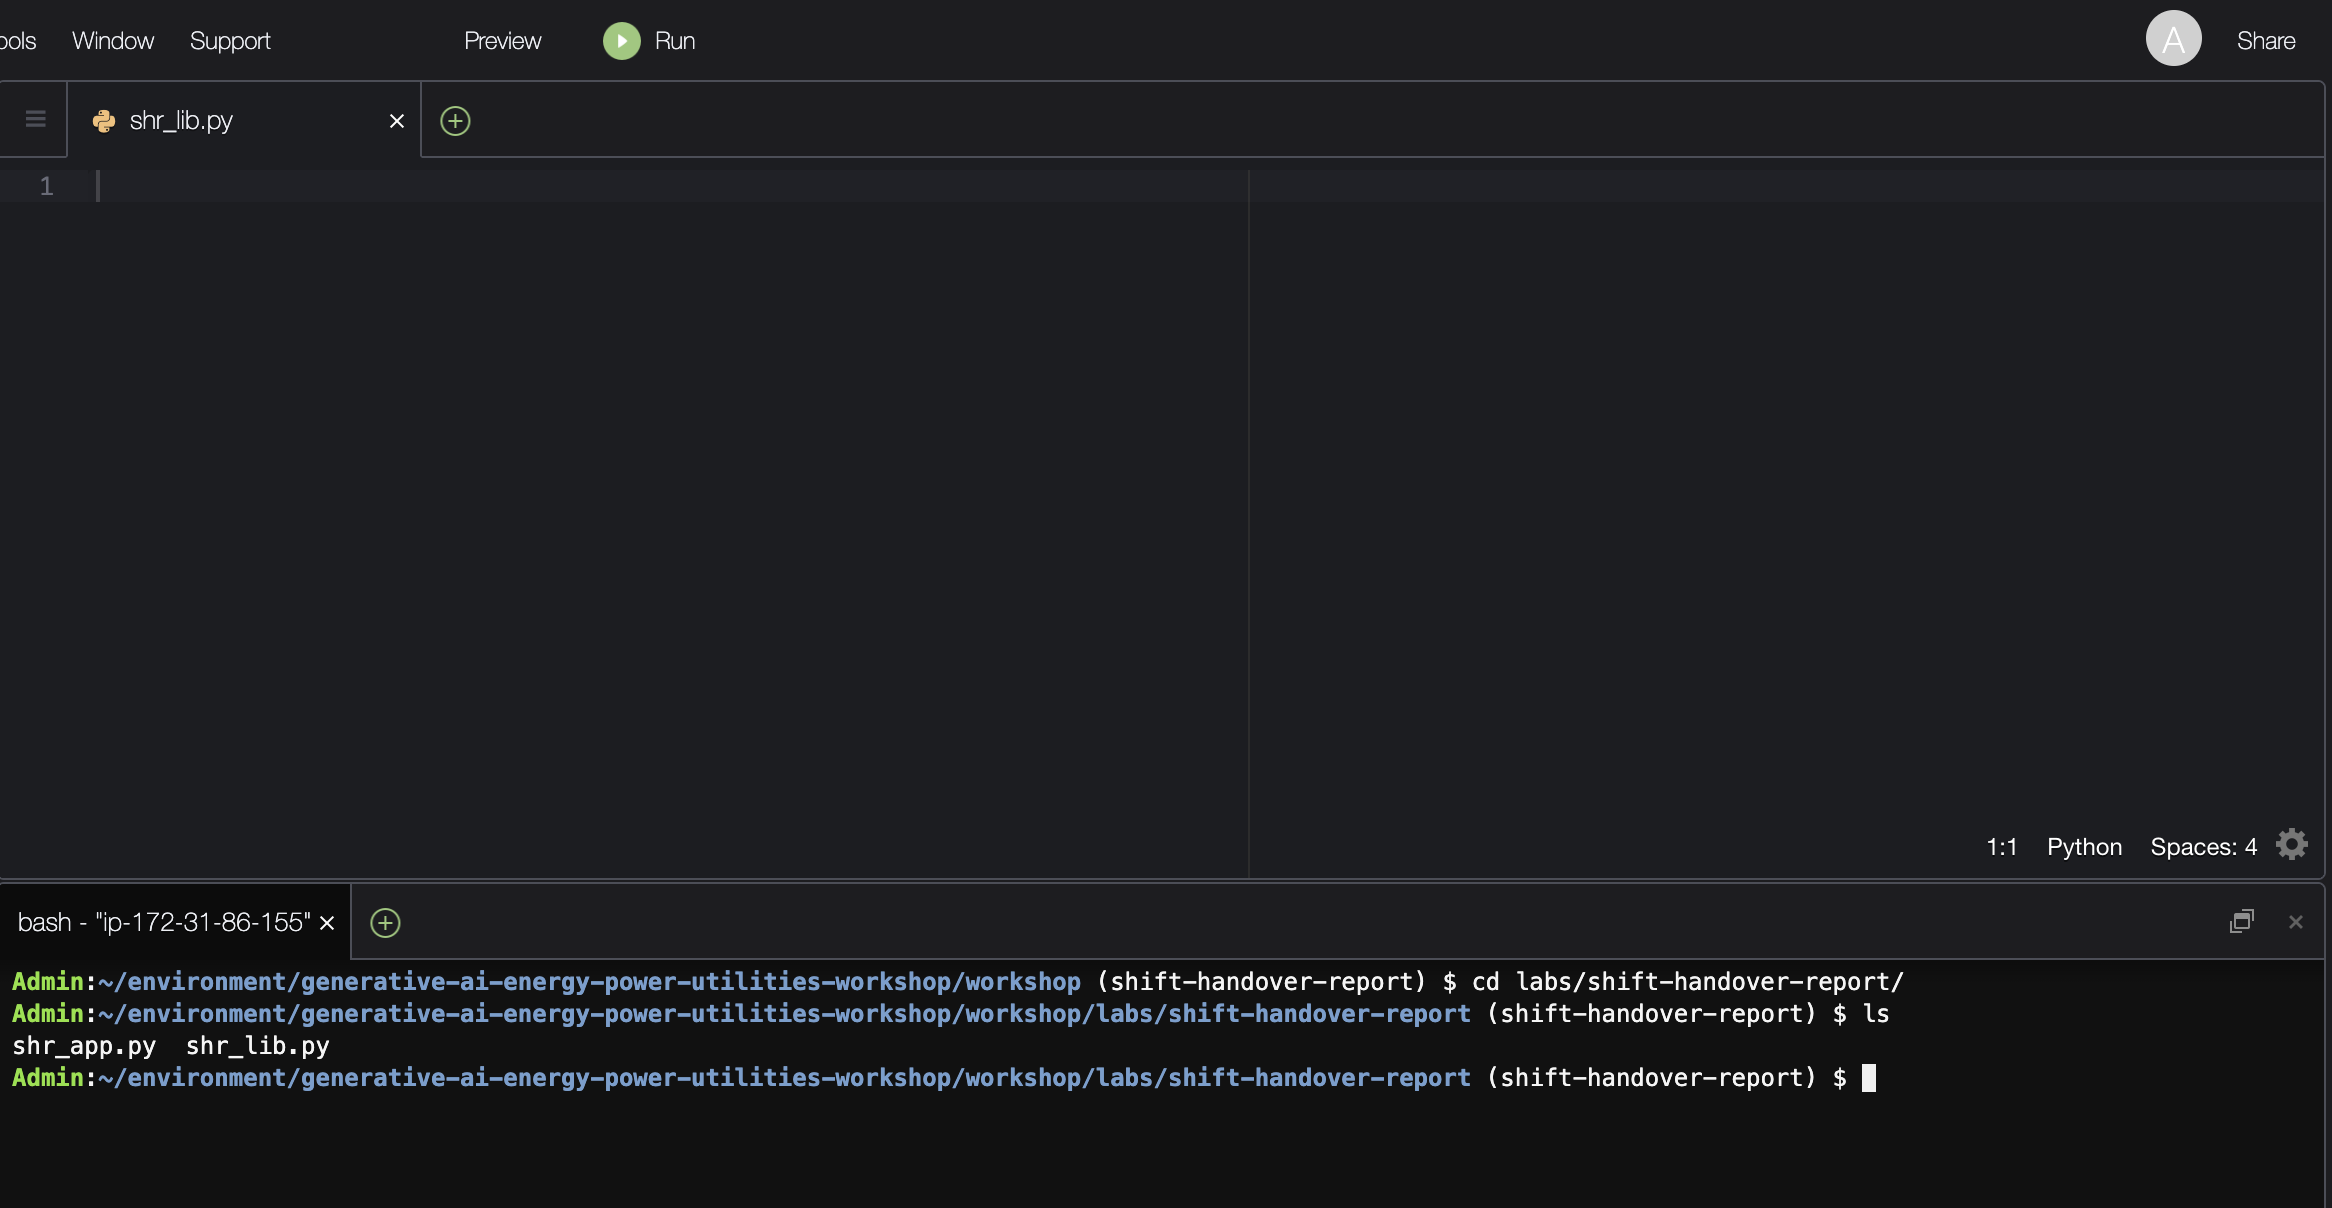 ools Window Support Preview Run A Share
shr_lib.py
1
1:1 Python Spaces: 4
bash - "ip-172-31-86-155"
Admin:~/environment/generative-ai-energy-power-utilities-workshop/workshop (shift-handover-report) $ cd labs/shift-handover-report/
Admin:~/environment/generative-ai-energy-power-utilities-workshop/workshop/labs/shift-handover-report (shift-handover-report) $ ls
shr_app.py  shr_lib.py
Admin:~/environment/generative-ai-energy-power-utilities-workshop/workshop/labs/shift-handover-report (shift-handover-report) $